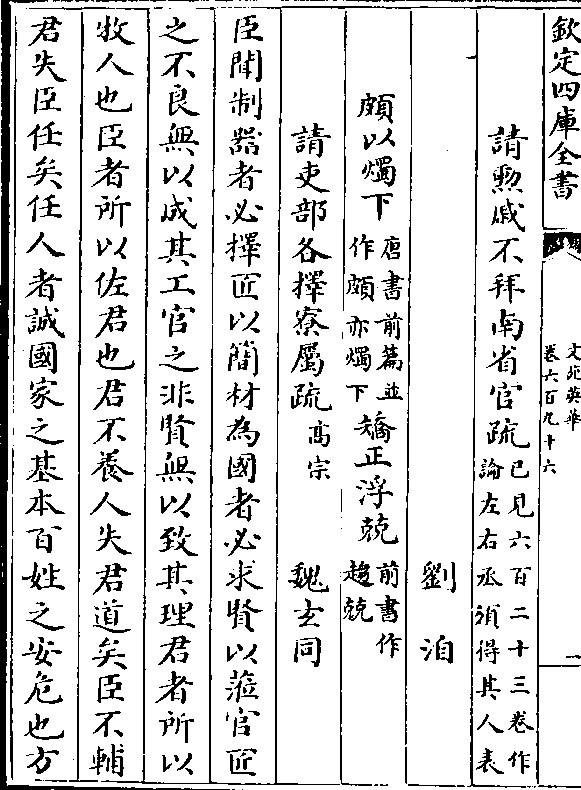 欽定四庫全書
文苑英華
卷六百九十六
一
請勲戚不拜南省官疏已見六百二十三卷作
論左右丞須得其人表
劉洎
頗以燭下唐書前篇並
作頗亦燭下矯正浮兢前書作
趨兢
請吏部各擇寮屬疏高宗
魏玄同
臣聞制器者必擇匠以簡材為國者必求賢以蒞官匠
之不良無以成其工官之非賢無以致其理君者所以
牧人也臣者所以佐君也君不養人失君道矣臣不輔
君失臣任矣任人者誠國家之基本百姓之安危也方